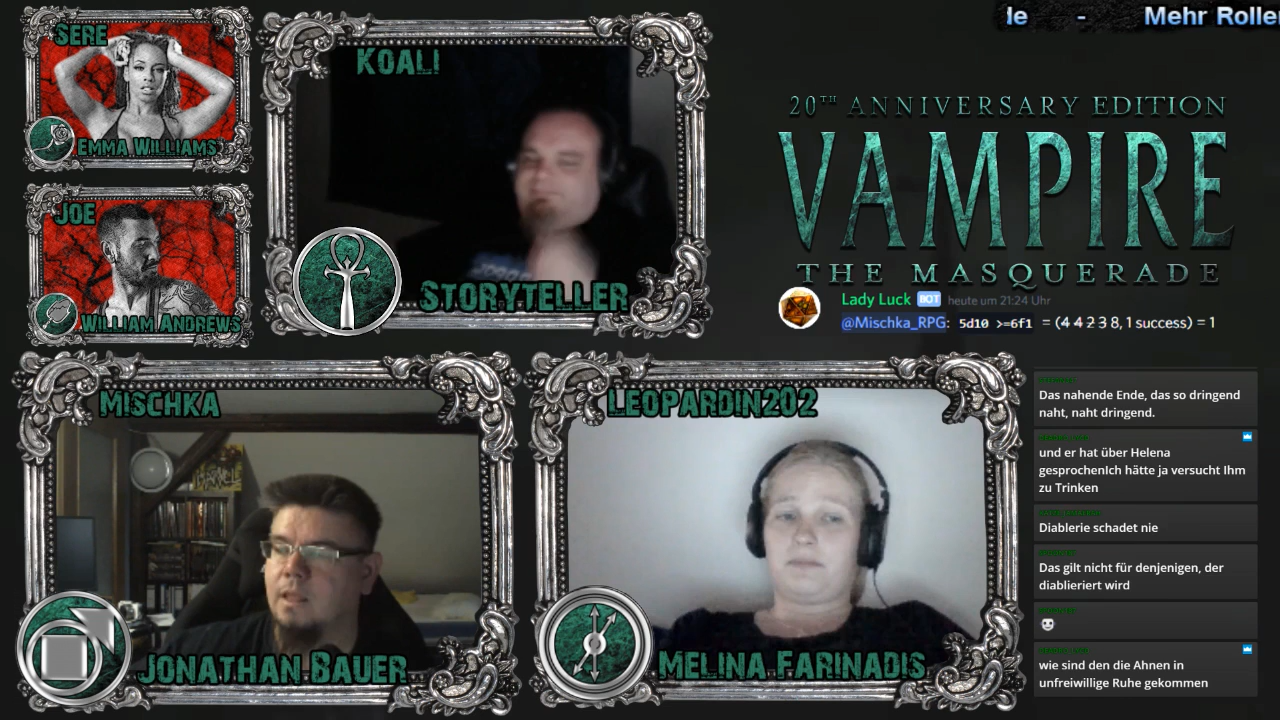 le - Mehr Rolle
SERE
EMMA WILLIAMS
JOE
WILLIAM ANDREWS
KOALI
STORYTELLER
20TH ANNIVERSARY EDITION
VAMPIRE
THE MASQUERADE
Lady Luck BOT heute um 21:24 Uhr
@Mischka_RPG: 5d10 >=6f1 = (4 4 2 3 8, 1 success) = 1
MISCHKA
JONATHAN BAUER
LEOPARDIN202
MELINA FARINADIS
Das nahende Ende, das so dringend
naht, naht dringend.
und er hat über Helena
gesprochenIch hätte ja versucht Ihm
zu Trinken
Diablerie schadet nie
Das gilt nicht für denjenigen, der
diablieriert wird
wie sind den die Ahnen in
unfreiwillige Ruhe gekommen